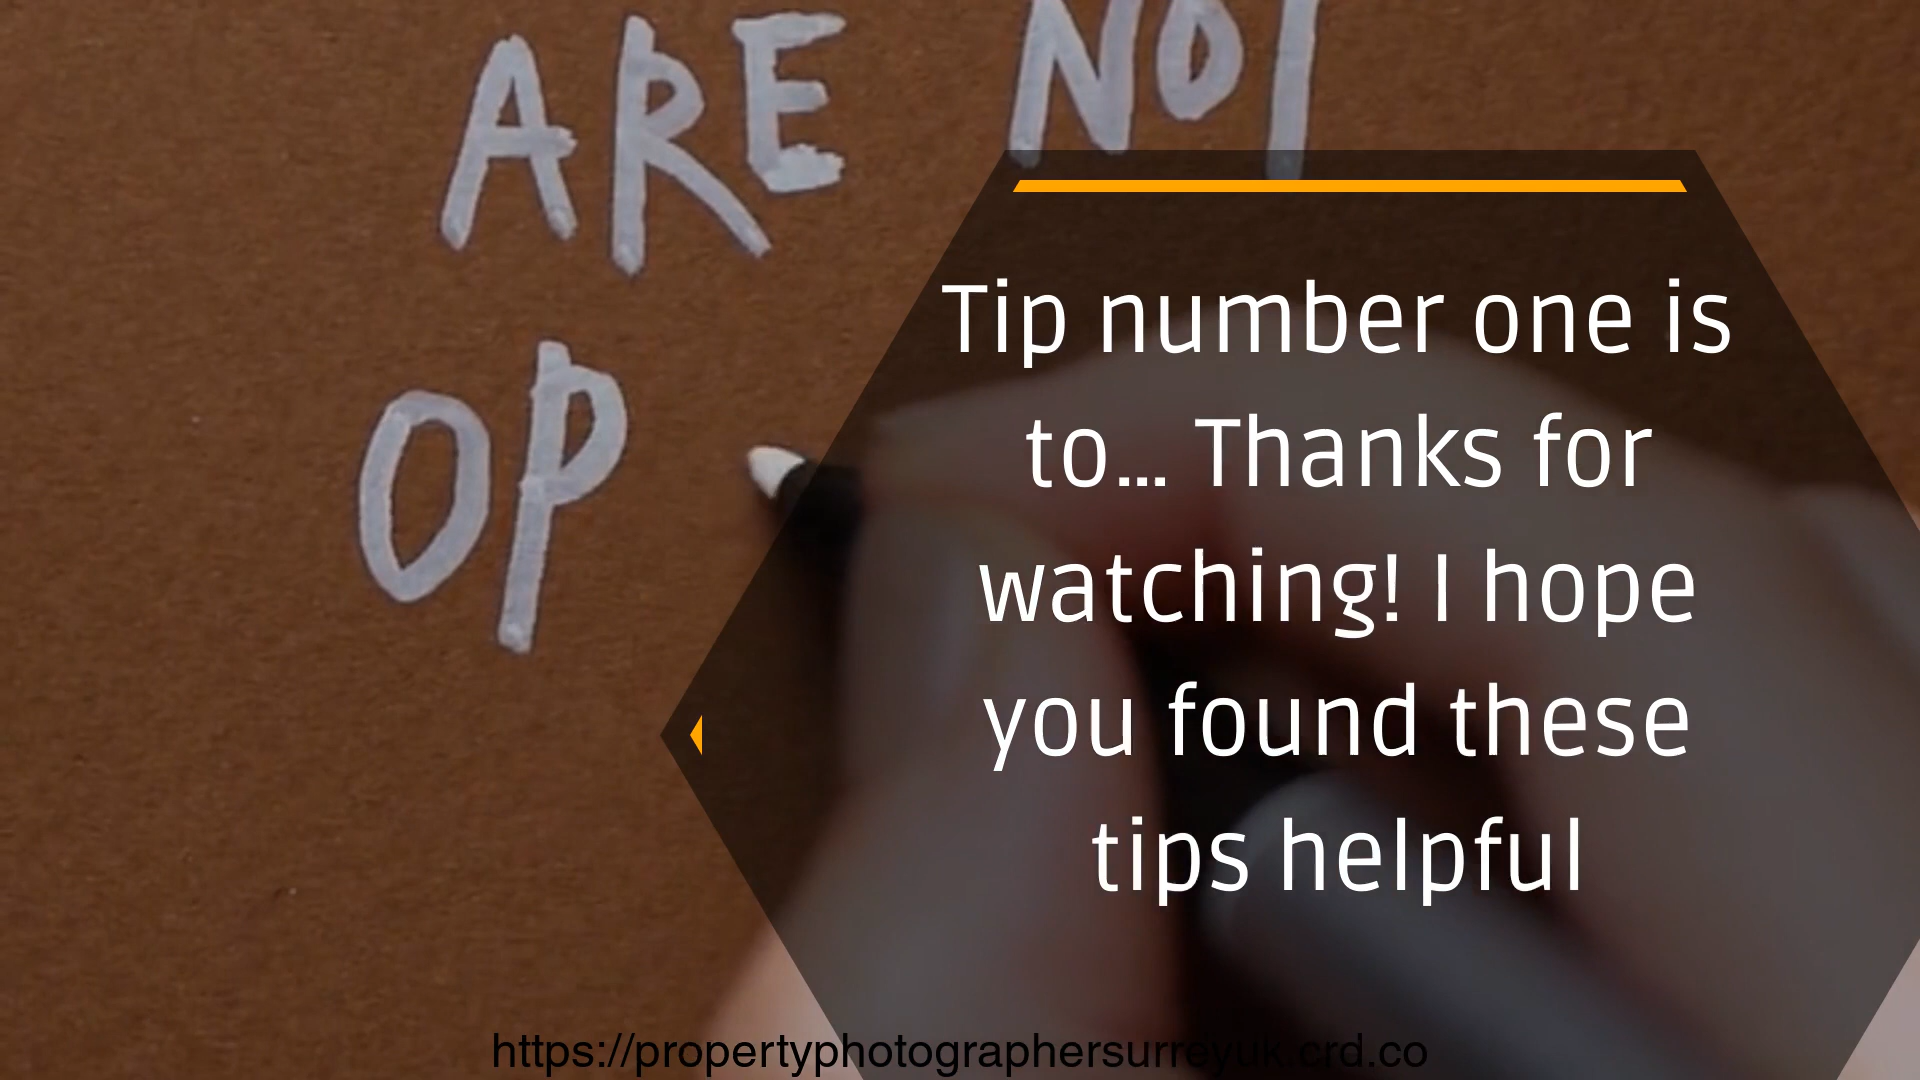 ARE NOT
OP
Tip number one is
to... Thanks for
watching! I hope
you found these
tips helpful
https://propertyphotographersurreyuk.crd.co